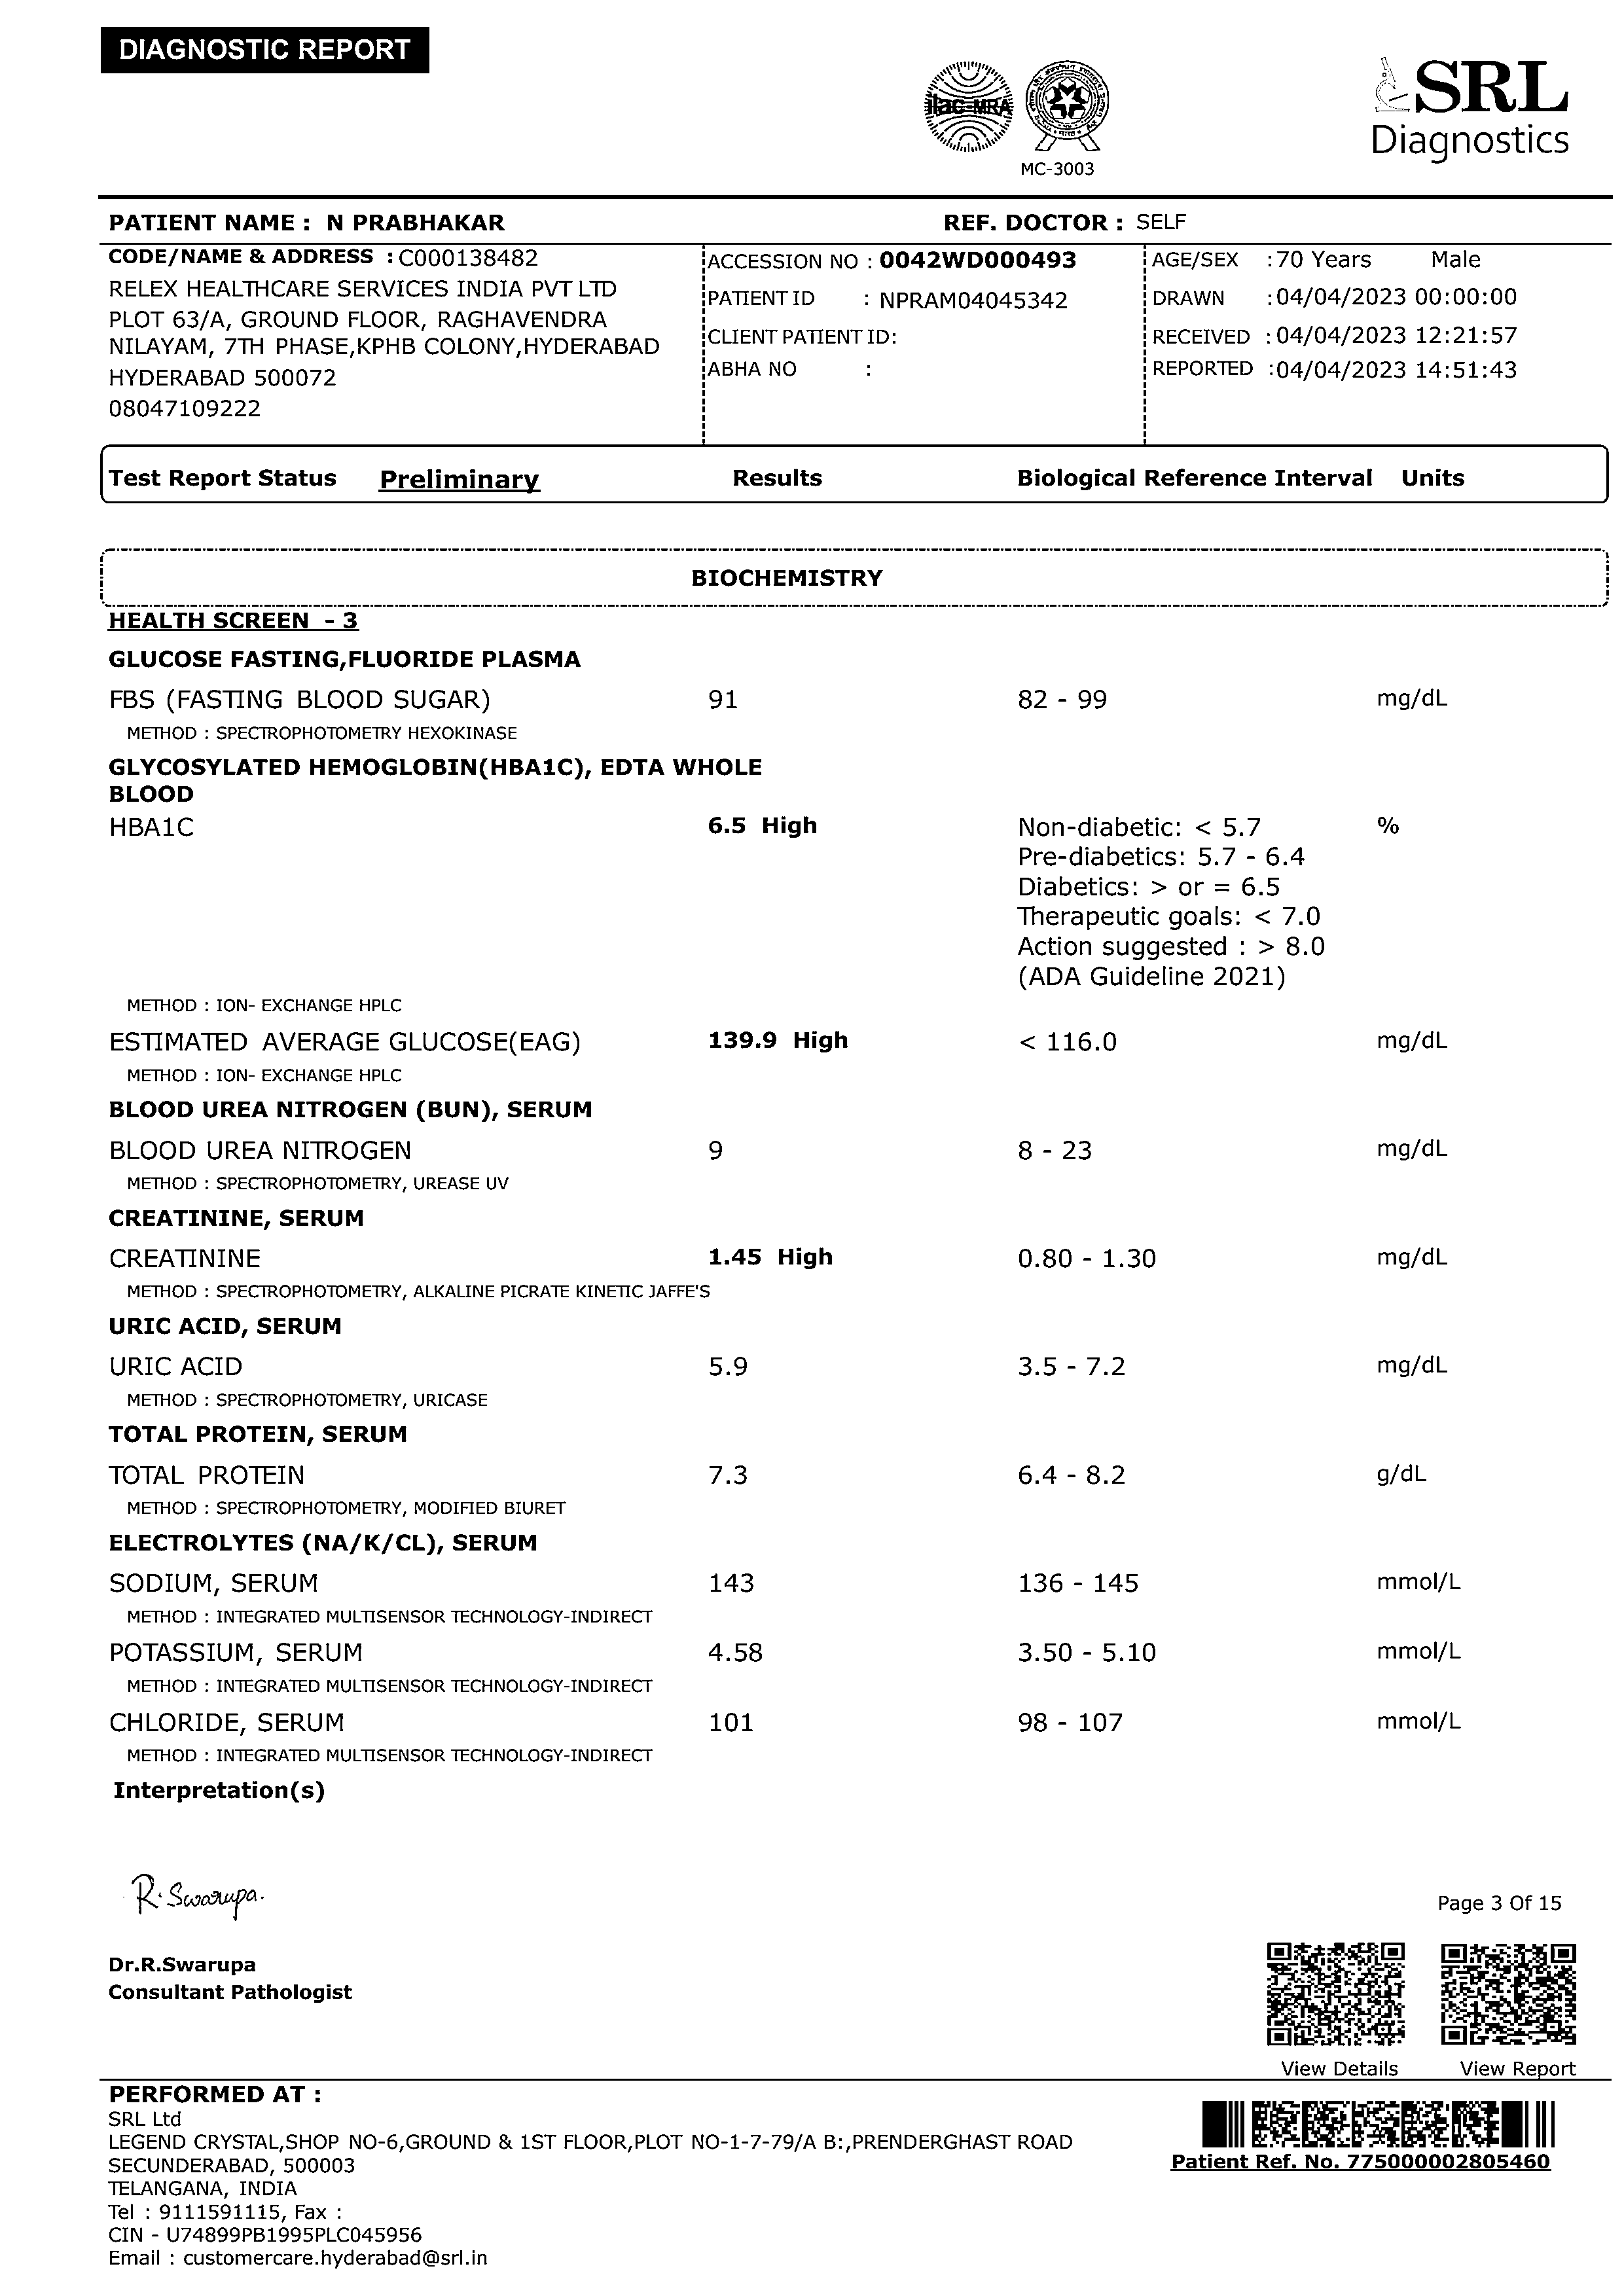 DIAGNOSTIC REPORT
ilac-MRA
MC-3003
SRL
Diagnostics
PATIENT NAME : N PRABHAKAR REF. DOCTOR : SELF
CODE/NAME & ADDRESS : C000138482
RELEX HEALTHCARE SERVICES INDIA PVT LTD
PLOT 63/A, GROUND FLOOR, RAGHAVENDRA
NILAYAM, 7TH PHASE,KPHB COLONY,HYDERABAD
HYDERABAD 500072
08047109222
ACCESSION NO : 0042WD000493
PATIENT ID : NPRAM04045342
CLIENT PATIENT ID:
ABHA NO :
AGE/SEX :70 Years Male
DRAWN :04/04/2023 00:00:00
RECEIVED :04/04/2023 12:21:57
REPORTED :04/04/2023 14:51:43
Test Report Status Preliminary Results Biological Reference Interval Units
BIOCHEMISTRY
HEALTH SCREEN - 3
GLUCOSE FASTING,FLUORIDE PLASMA
FBS (FASTING BLOOD SUGAR) 91 82 - 99 mg/dL
METHOD : SPECTROPHOTOMETRY HEXOKINASE
GLYCOSYLATED HEMOGLOBIN(HBA1C), EDTA WHOLE
BLOOD
HBA1C 6.5 High Non-diabetic: < 5.7 %
Pre-diabetics: 5.7 - 6.4
Diabetics: > or = 6.5
Therapeutic goals: < 7.0
Action suggested : > 8.0
(ADA Guideline 2021)
METHOD : ION- EXCHANGE HPLC
ESTIMATED AVERAGE GLUCOSE(EAG) 139.9 High < 116.0 mg/dL
METHOD : ION- EXCHANGE HPLC
BLOOD UREA NITROGEN (BUN), SERUM
BLOOD UREA NITROGEN 9 8 - 23 mg/dL
METHOD : SPECTROPHOTOMETRY, UREASE UV
CREATININE, SERUM
CREATININE 1.45 High 0.80 - 1.30 mg/dL
METHOD : SPECTROPHOTOMETRY, ALKALINE PICRATE KINETIC JAFFE'S
URIC ACID, SERUM
URIC ACID 5.9 3.5 - 7.2 mg/dL
METHOD : SPECTROPHOTOMETRY, URICASE
TOTAL PROTEIN, SERUM
TOTAL PROTEIN 7.3 6.4 - 8.2 g/dL
METHOD : SPECTROPHOTOMETRY, MODIFIED BIURET
ELECTROLYTES (NA/K/CL), SERUM
SODIUM, SERUM 143 136 - 145 mmol/L
METHOD : INTEGRATED MULTISENSOR TECHNOLOGY-INDIRECT
POTASSIUM, SERUM 4.58 3.50 - 5.10 mmol/L
METHOD : INTEGRATED MULTISENSOR TECHNOLOGY-INDIRECT
CHLORIDE, SERUM 101 98 - 107 mmol/L
METHOD : INTEGRATED MULTISENSOR TECHNOLOGY-INDIRECT
Interpretation(s)
R. Swarupa.
Page 3 Of 15
Dr.R.Swarupa
Consultant Pathologist
View Details View Report
PERFORMED AT :
SRL Ltd
LEGEND CRYSTAL,SHOP NO-6,GROUND & 1ST FLOOR,PLOT NO-1-7-79/A B:,PRENDERGHAST ROAD
SECUNDERABAD, 500003
TELANGANA, INDIA
Tel : 9111591115, Fax :
CIN - U74899PB1995PLC045956
Email : customercare.hyderabad@srl.in
Patient Ref. No. 775000002805460